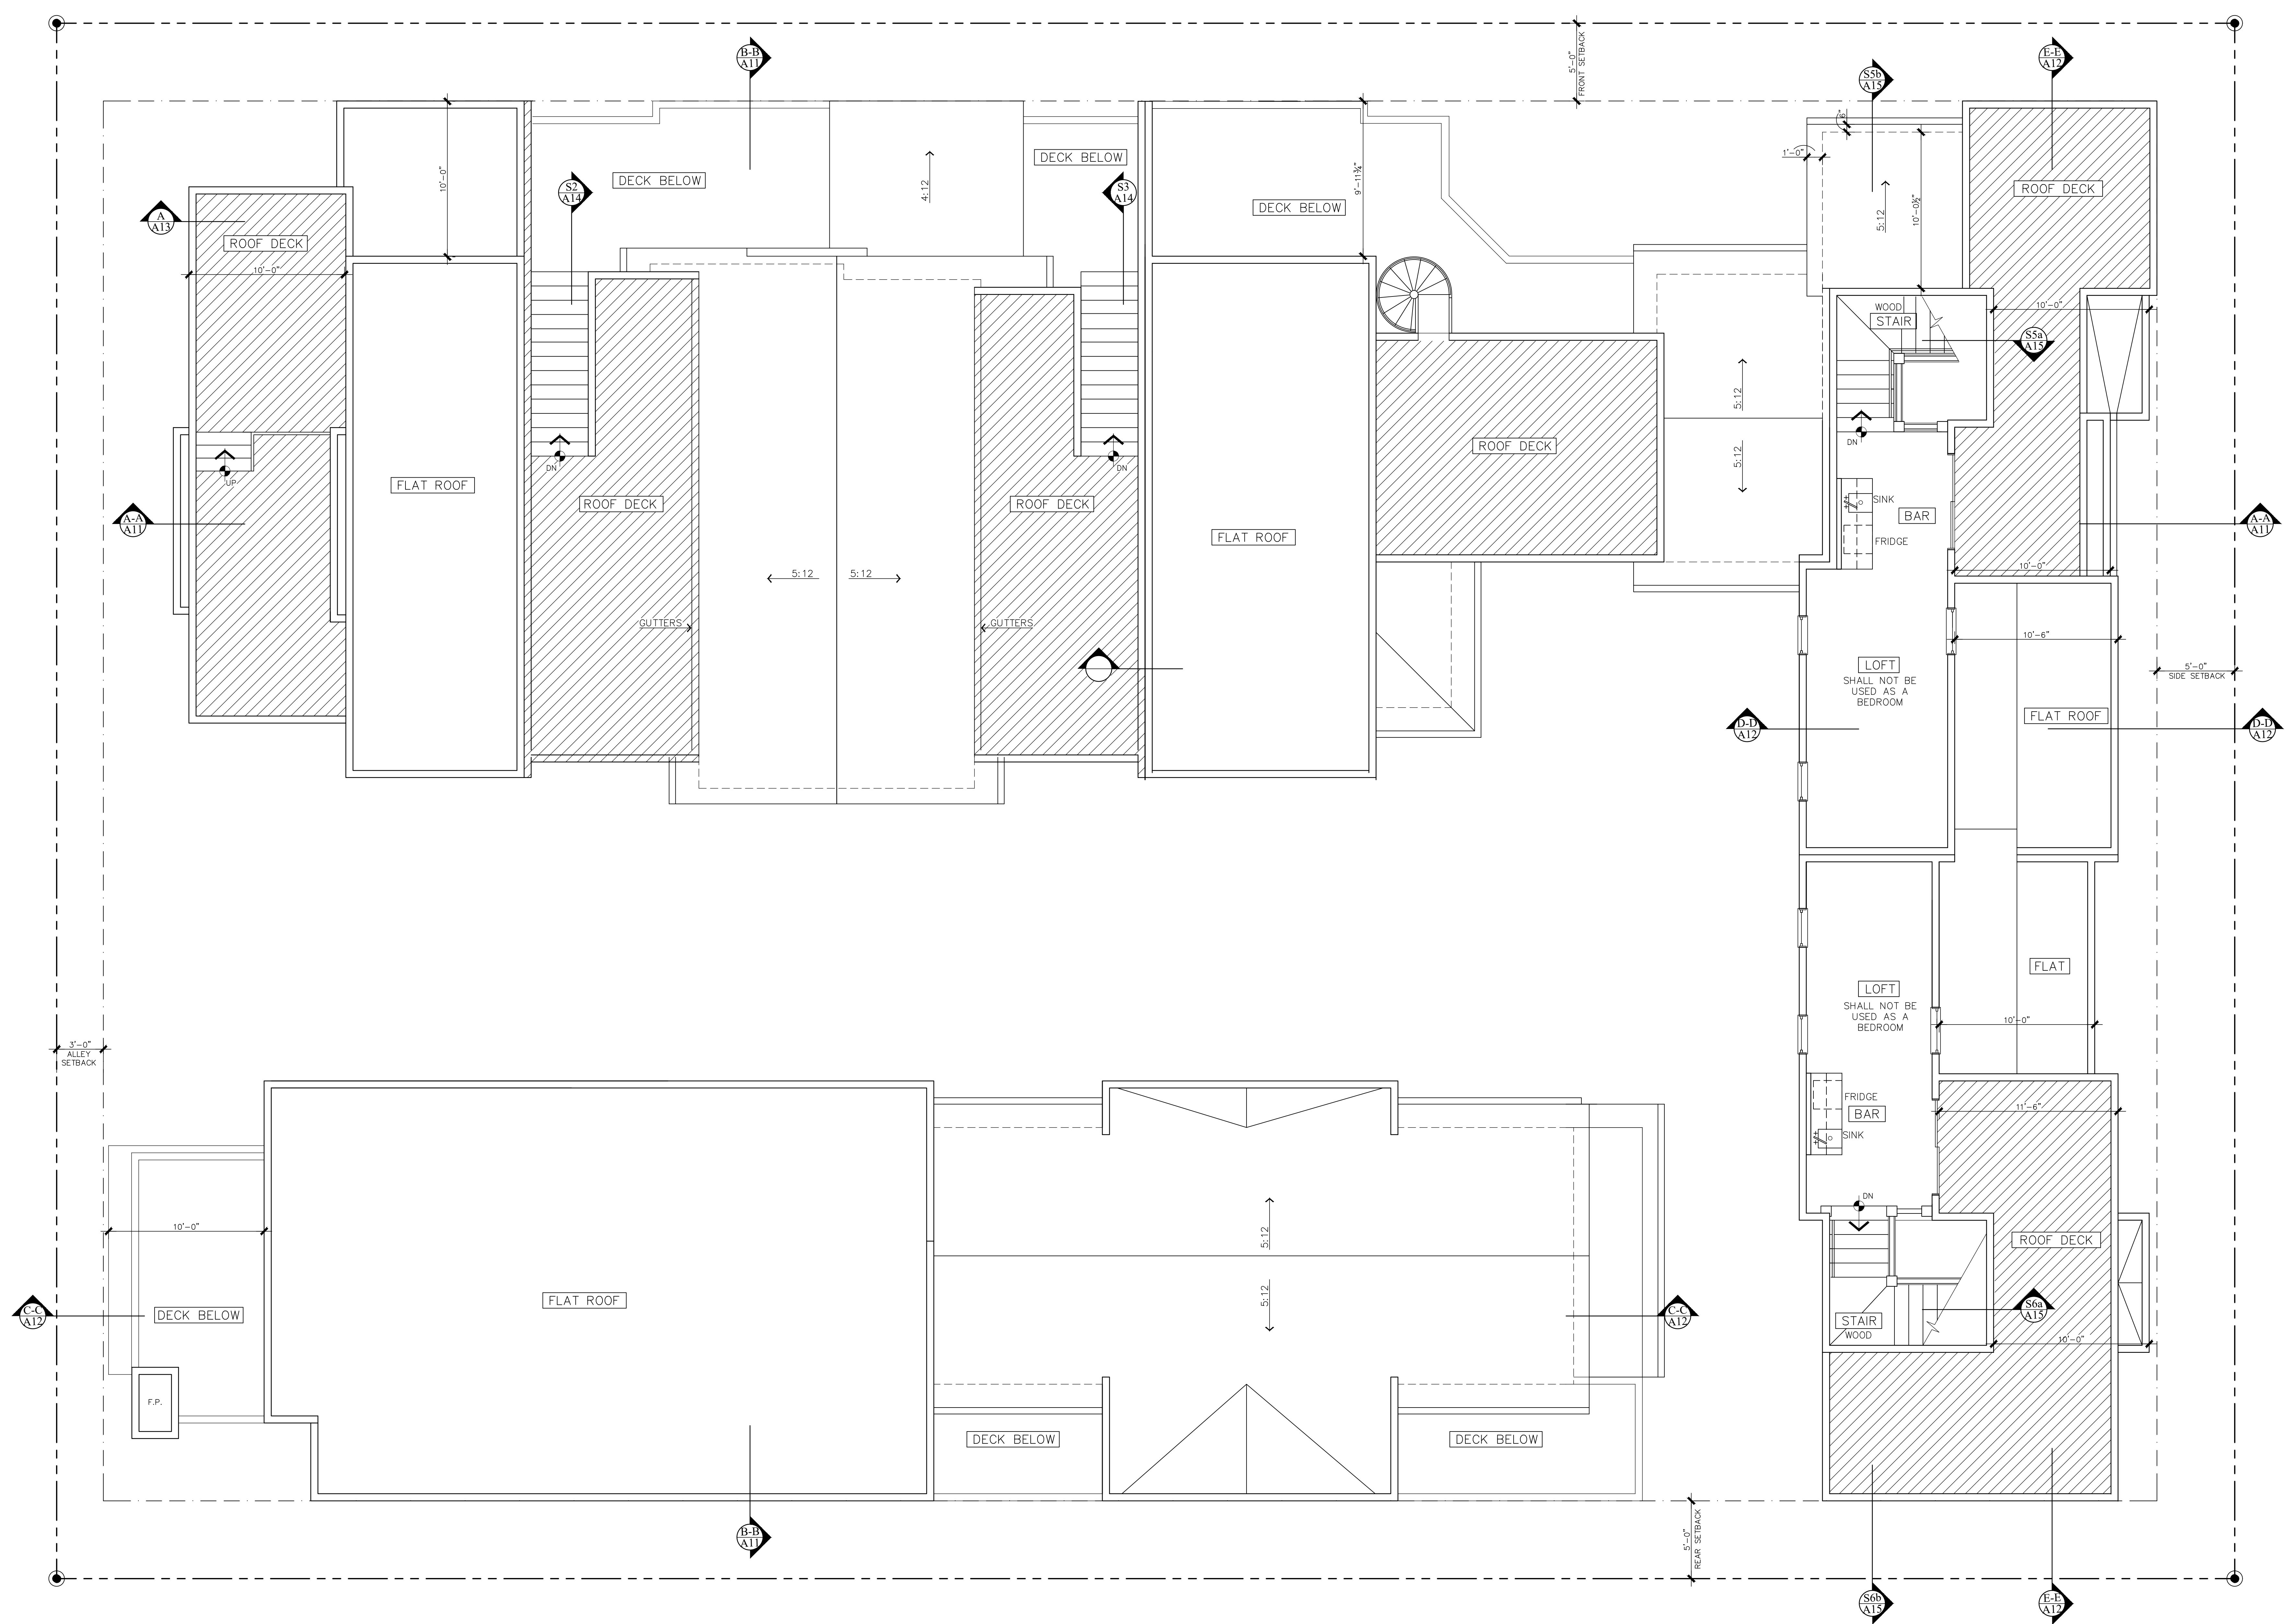 B-B
A11
5'-0"
FRONT SETBACK
S5b
A15
E-E
A12
6"
1'-0"
10'-0"
DECK BELOW
4:12
DECK BELOW
9'-11¾"
DECK BELOW
5:12
10'-0½"
ROOF DECK
S2
A14
S3
A14
A
A13
ROOF DECK
10'-0"
WOOD
STAIR
10'-0"
S5a
A15
5:12
5:12
DN
ROOF DECK
UP
FLAT ROOF
DN
DN
ROOF DECK
ROOF DECK
SINK
BAR
FRIDGE
A-A
A11
A-A
A11
FLAT ROOF
10'-0"
5:12
5:12
GUTTERS
GUTTERS
10'-6"
LOFT
SHALL NOT BE
USED AS A
BEDROOM
5'-0"
SIDE SETBACK
FLAT ROOF
D-D
A12
D-D
A12
FLAT
LOFT
SHALL NOT BE
USED AS A
BEDROOM
10'-0"
3'-0"
ALLEY
SETBACK
FRIDGE
BAR
SINK
11'-6"
DN
10'-0"
5:12
5:12
ROOF DECK
FLAT ROOF
DECK BELOW
C-C
A12
C-C
A12
S6a
A15
STAIR
WOOD
10'-0"
F.P.
DECK BELOW
DECK BELOW
B-B
A11
5'-0"
REAR SETBACK
S6b
A15
E-E
A12